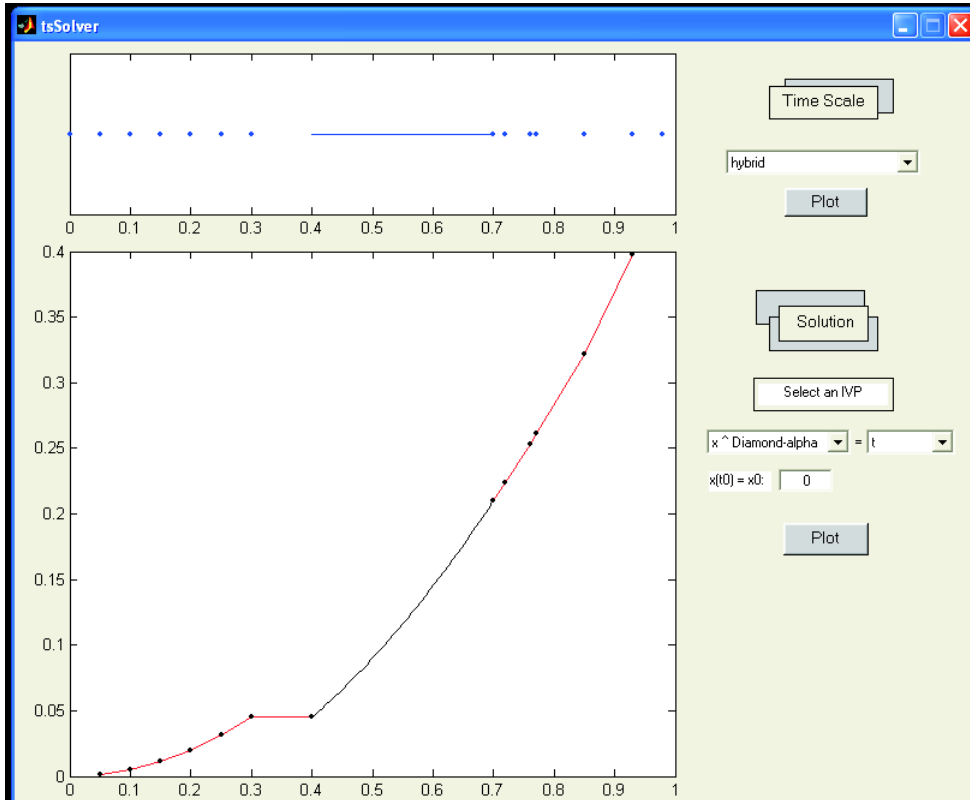 tsSolver
0 0.1 0.2 0.3 0.4 0.5 0.6 0.7 0.8 0.9 1
0.4
0.35
0.3
0.25
0.2
0.15
0.1
0.05
0
0 0.1 0.2 0.3 0.4 0.5 0.6 0.7 0.8 0.9 1
Time Scale
hybrid
Plot
Solution
Select an IVP
x ^ Diamond-alpha = t
x(t0) = x0: 0
Plot